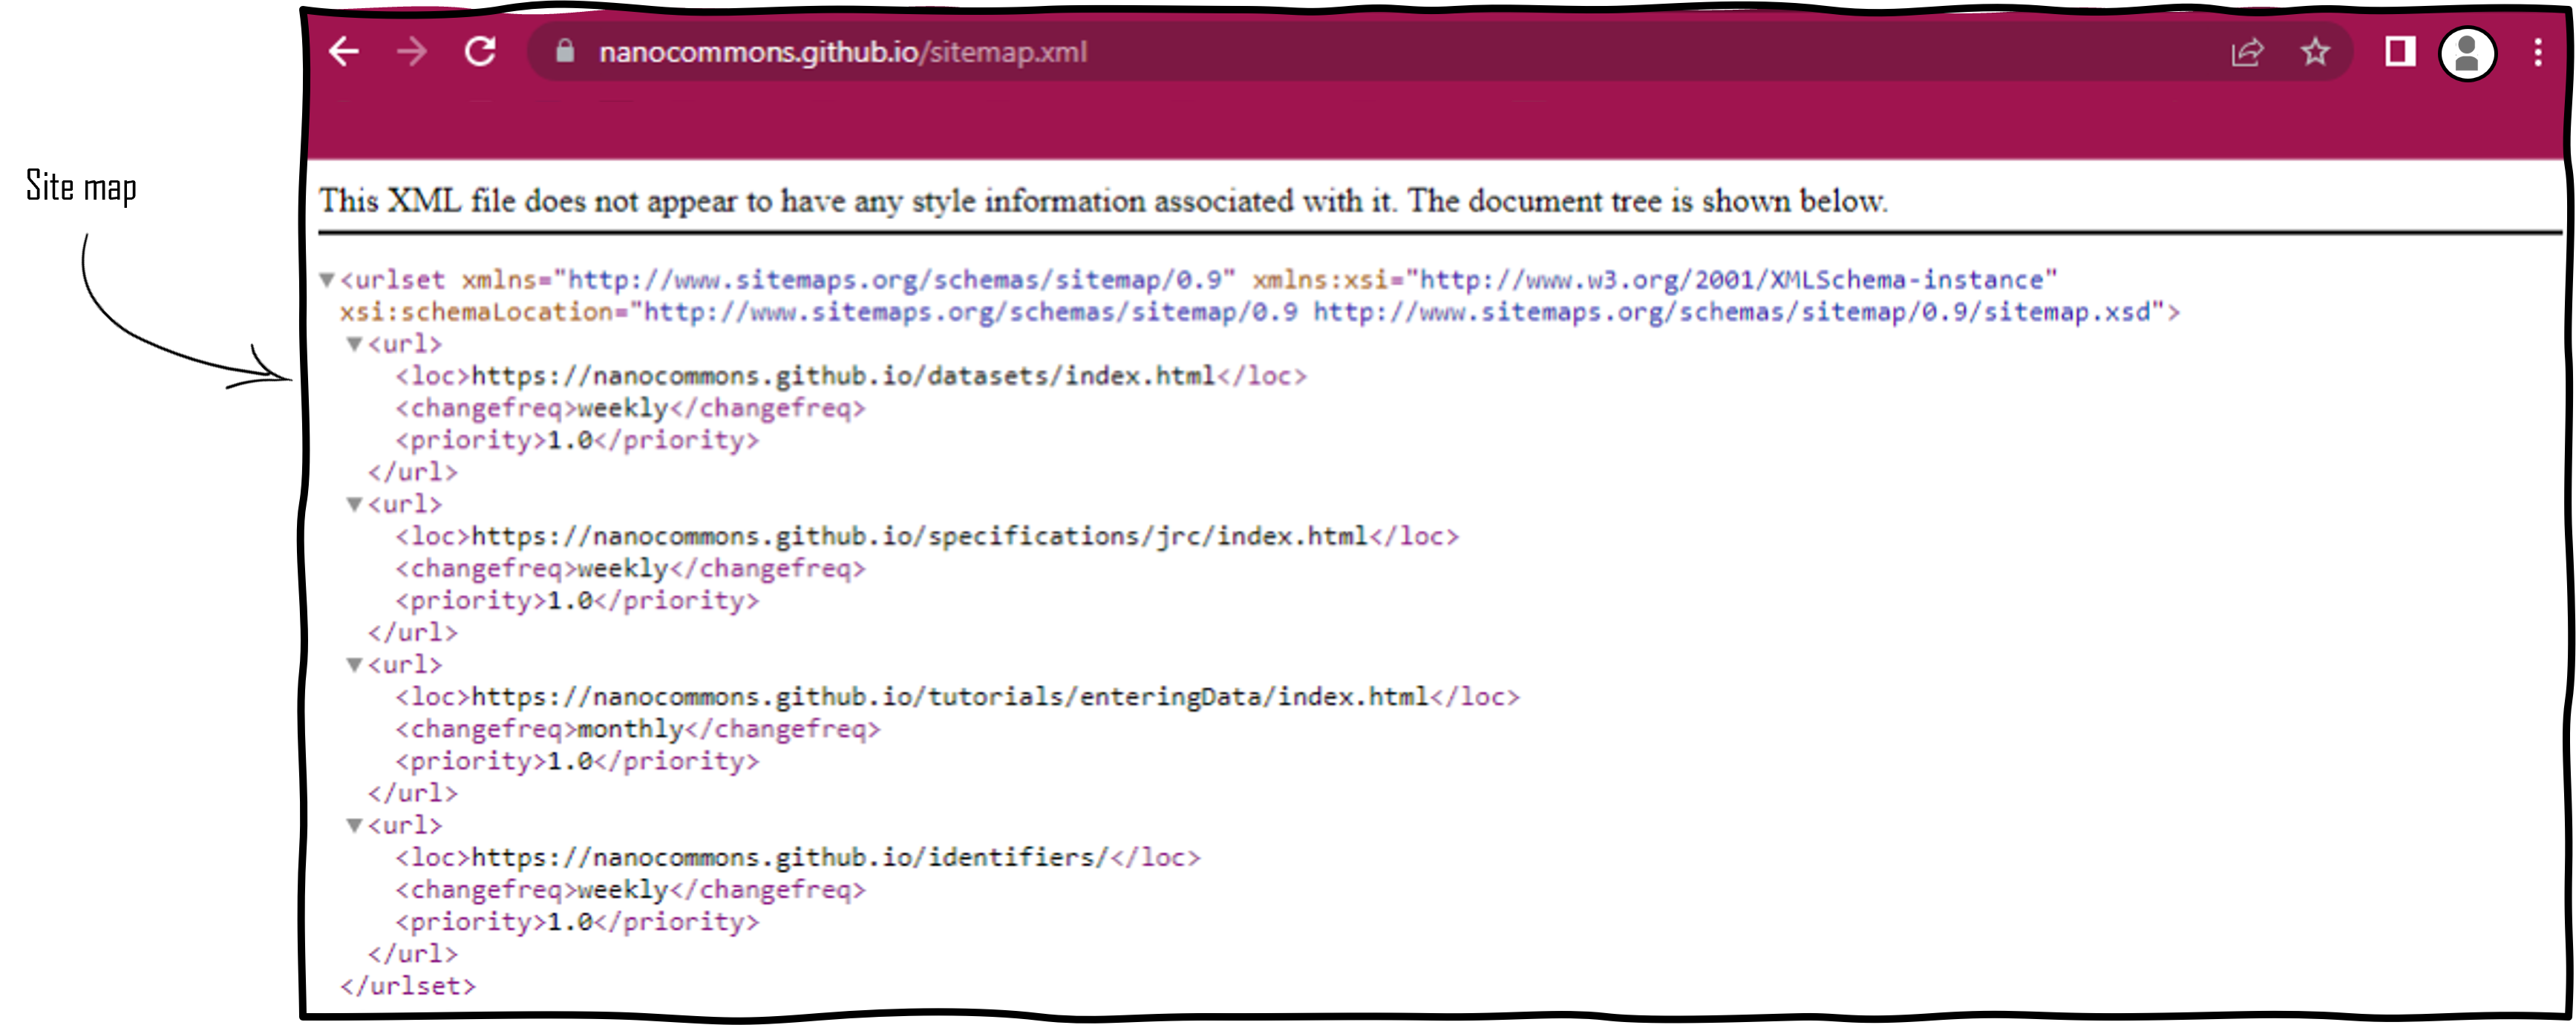 nanocommons.github.io/sitemap.xml
Site map
This XML file does not appear to have any style information associated with it. The document tree is shown below.
<urlset xmlns="http://www.sitemaps.org/schemas/sitemap/0.9" xmlns:xsi="http://www.w3.org/2001/XMLSchema-instance"
xsi:schemaLocation="http://www.sitemaps.org/schemas/sitemap/0.9 http://www.sitemaps.org/schemas/sitemap/0.9/sitemap.xsd">
<url>
<loc>https://nanocommons.github.io/datasets/index.html</loc>
<changefreq>weekly</changefreq>
<priority>1.0</priority>
</url>
<url>
<loc>https://nanocommons.github.io/specifications/jrc/index.html</loc>
<changefreq>weekly</changefreq>
<priority>1.0</priority>
</url>
<url>
<loc>https://nanocommons.github.io/tutorials/enteringData/index.html</loc>
<changefreq>monthly</changefreq>
<priority>1.0</priority>
</url>
<url>
<loc>https://nanocommons.github.io/identifiers/</loc>
<changefreq>weekly</changefreq>
<priority>1.0</priority>
</url>
</urlset>